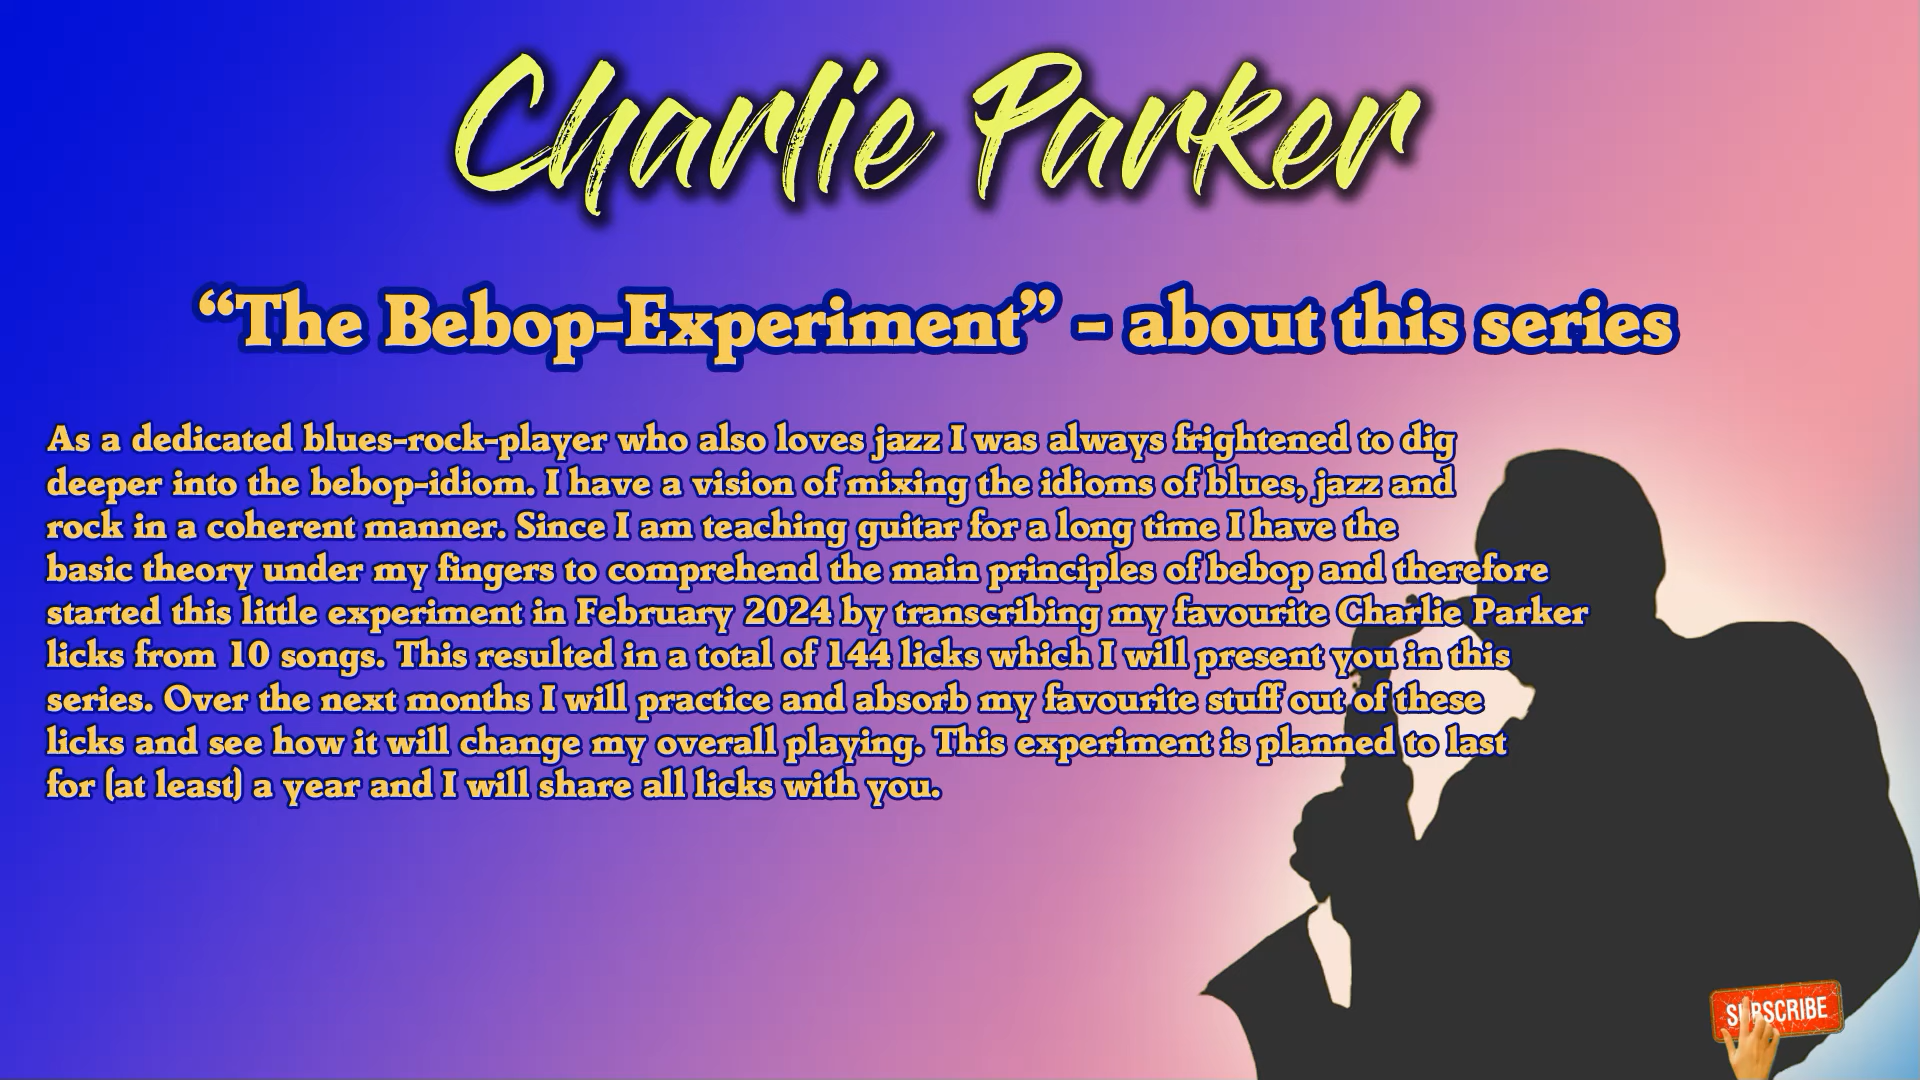 Charlie Parker
“The Bebop-Experiment” - about this series
As a dedicated blues-rock-player who also loves jazz I was always frightened to dig
deeper into the bebop-idiom. I have a vision of mixing the idioms of blues, jazz and
rock in a coherent manner. Since I am teaching guitar for a long time I have the
basic theory under my fingers to comprehend the main principles of bebop and therefore
started this little experiment in February 2024 by transcribing my favourite Charlie Parker
licks from 10 songs. This resulted in a total of 144 licks which I will present you in this
series. Over the next months I will practice and absorb my favourite stuff out of these
licks and see how it will change my overall playing. This experiment is planned to last
for (at least) a year and I will share all licks with you.
SUBSCRIBE